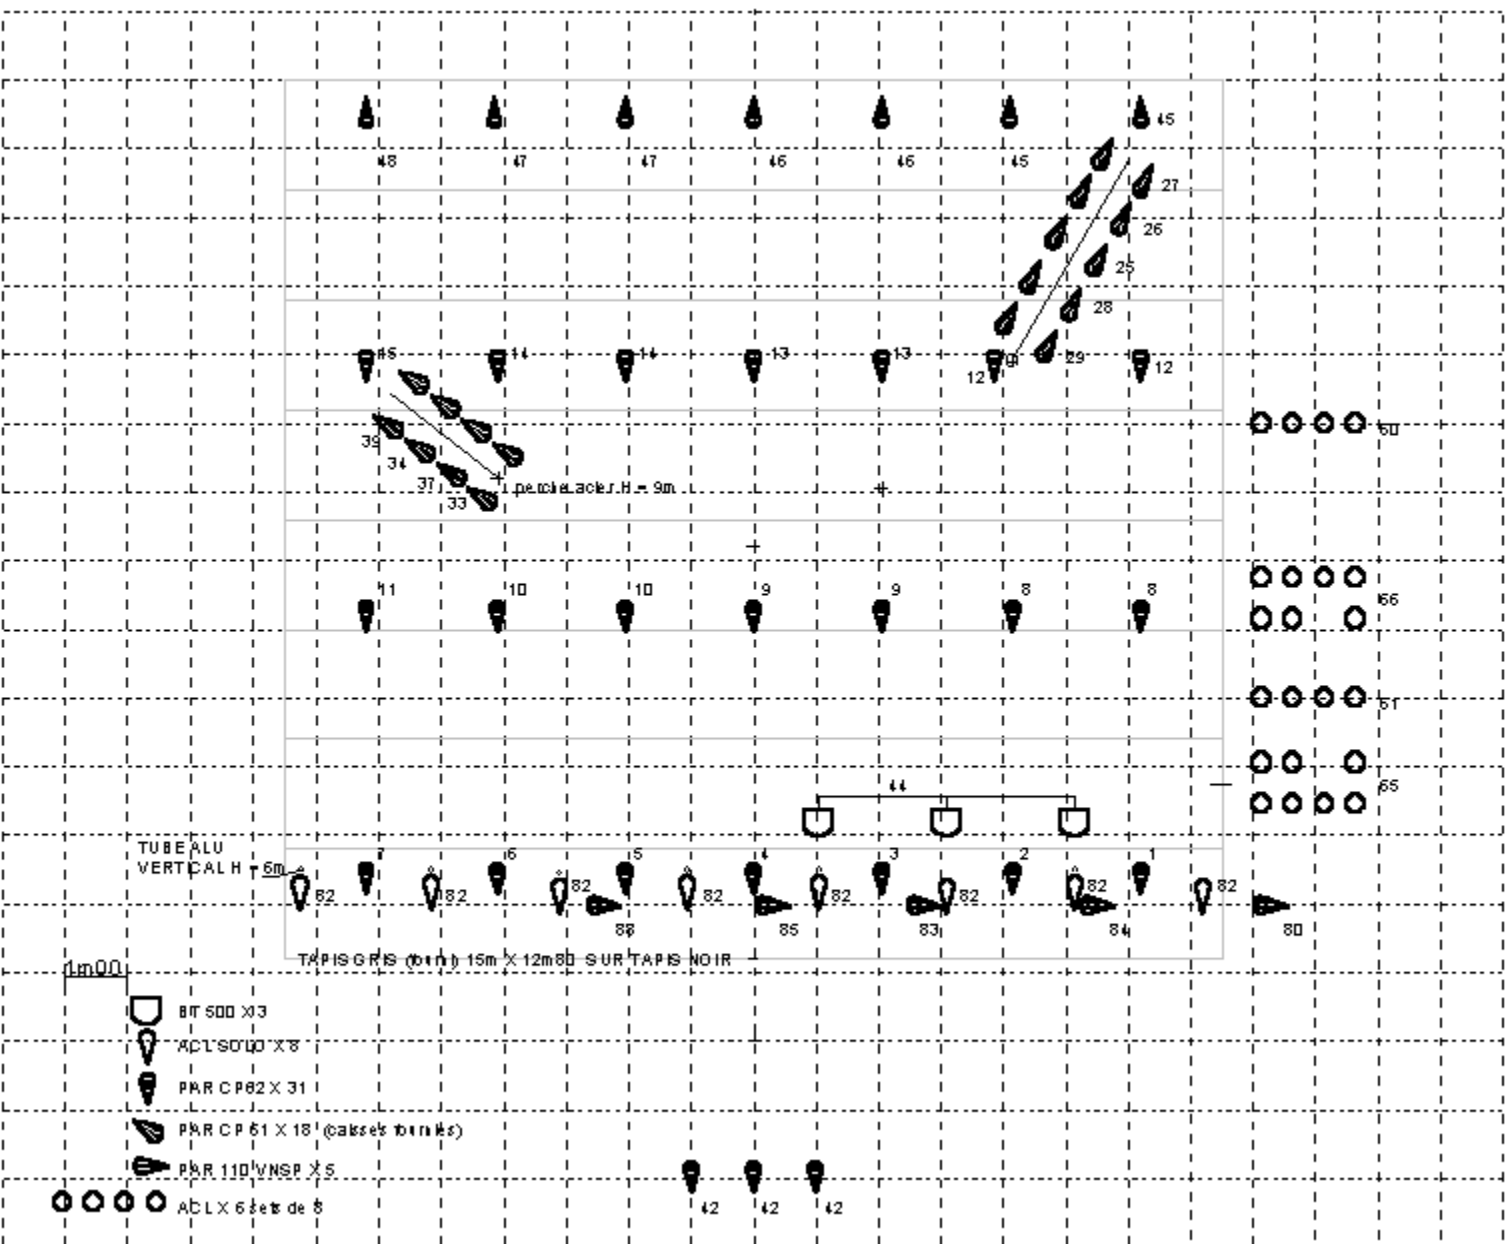 45
48 47 47 46 46 45
27
26
25
28
29
15 14 14 13 13 12 12
39
34
37
33
perche acier H = 9m
60
11 10 10 9 9 8 8
66
61
65
44
TUBE ALU
VERTICAL H = 6m
7 6 5 4 3 2 1
82 82 82 82 82 82 82 82
86 85 83 84 80
TAPIS GRIS (fourni) 15m X 12m80 SUR TAPIS NOIR
1m00
BT 500 X 3
ACL SOLO X 8
PAR CP62 X 31
PAR CP 61 X 18 (caisses fournies)
PAR 110 VNSP X 5
ACL X 6 sets de 8
42 42 42